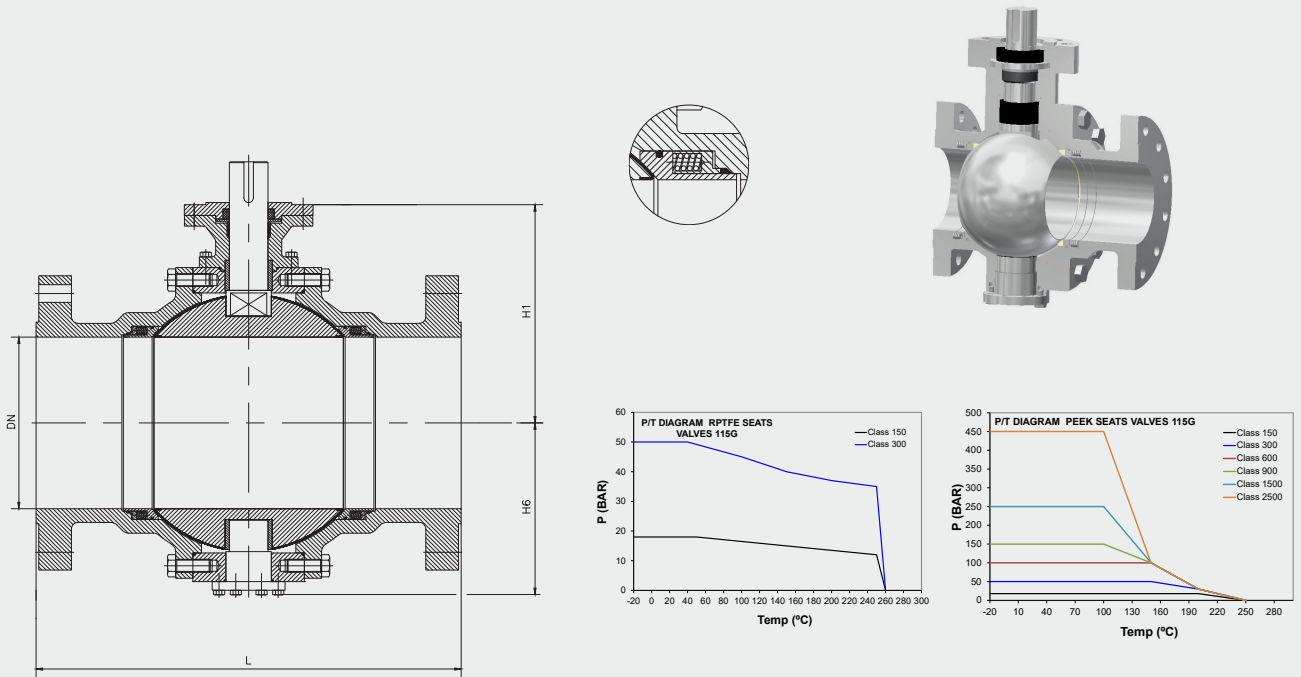 H1
DN
H6
L
P/T DIAGRAM RPTFE SEATS
VALVES 115G
Class 150
Class 300
P (BAR)
60
50
40
30
20
10
0
-20 0 20 40 60 80 100 120 140 160 180 200 220 240 260 280 300
Temp (ºC)
P/T DIAGRAM PEEK SEATS VALVES 115G
Class 150
Class 300
Class 600
Class 900
Class 1500
Class 2500
P (BAR)
500
450
400
350
300
250
200
150
100
50
0
-20 10 40 70 100 130 160 190 220 250 280
Temp (ºC)